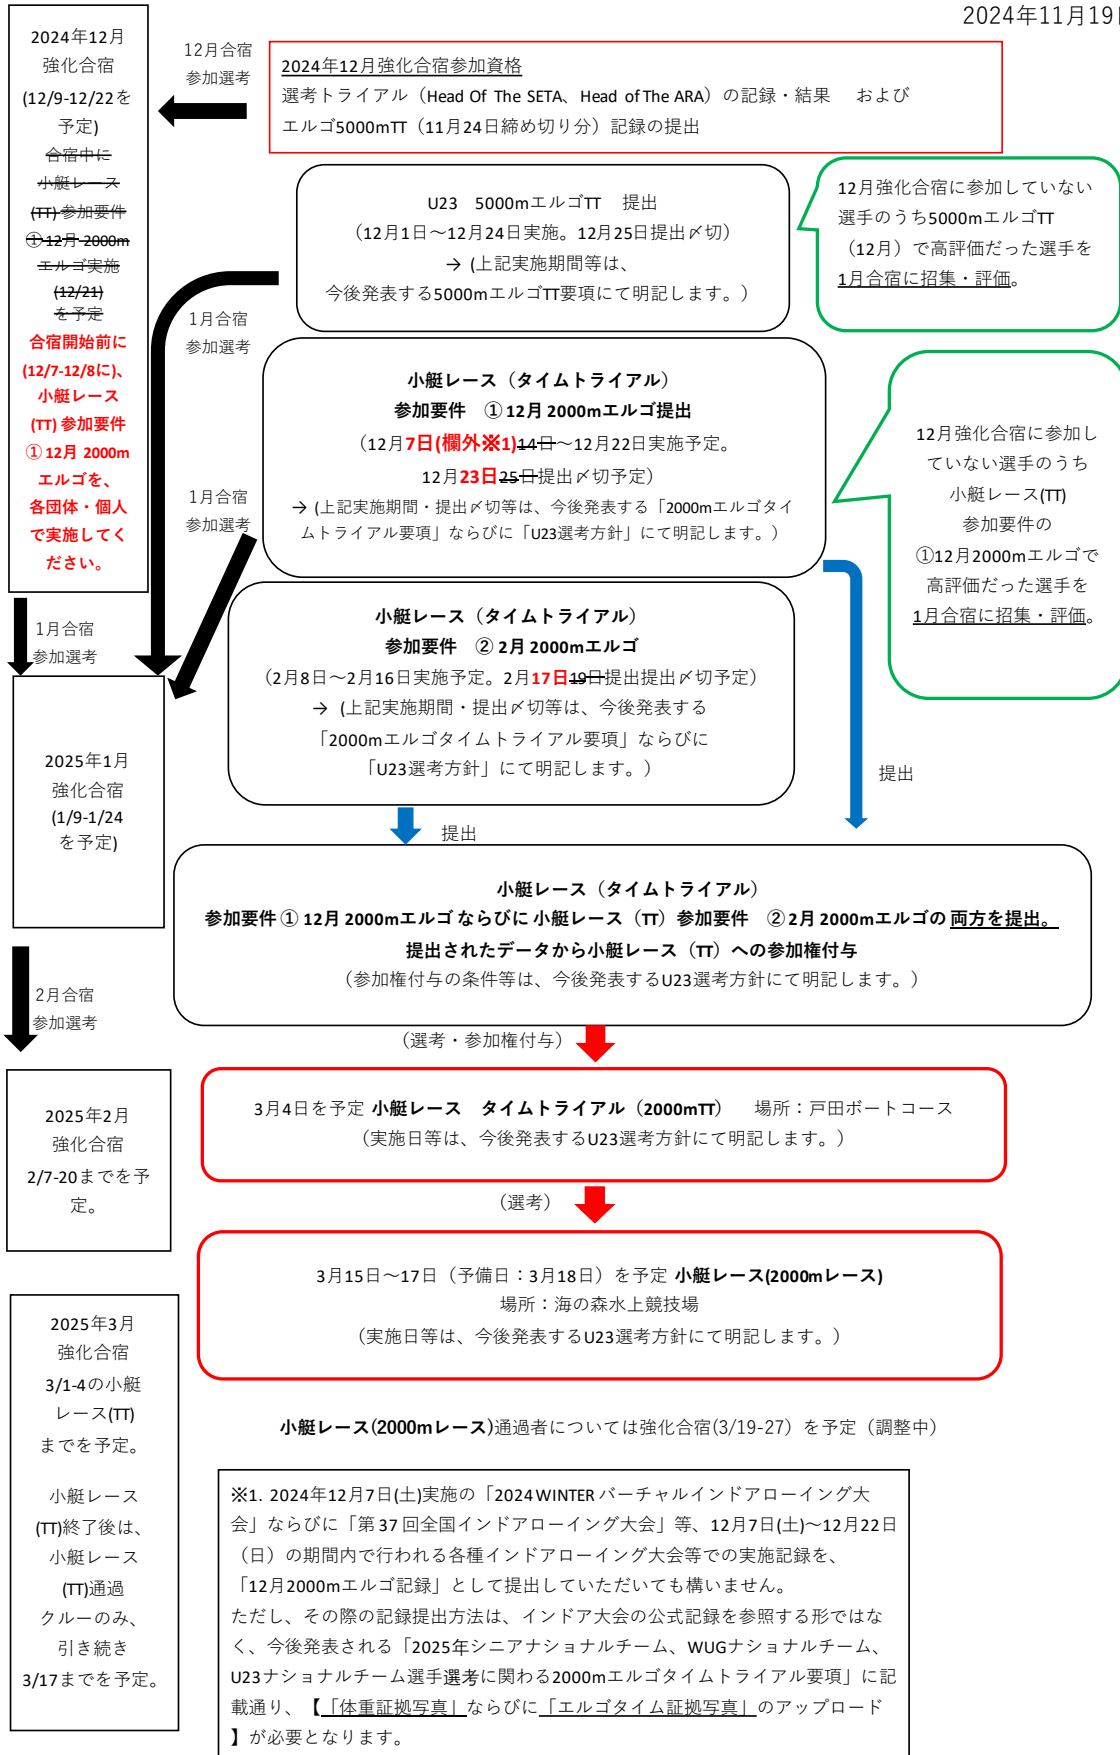 2024年11月19日
2024年12月
強化合宿
(12/9-12/22を
予定)
合宿中に
小艇レース
(TT) 参加要件
①12月 2000m
エルゴ実施
(12/21)
を予定
合宿開始前に
(12/7-12/8に)、
小艇レース
(TT) 参加要件
① 12月 2000m
エルゴを、
各団体・個人
で実施してく
ださい。
12月合宿
参加選考
2024年12月強化合宿参加資格
選考トライアル（Head Of The SETA、Head of The ARA）の記録・結果 および
エルゴ5000mTT（11月24日締め切り分）記録の提出
U23 5000mエルゴTT 提出
（12月1日～12月24日実施。12月25日提出〆切）
→ (上記実施期間等は、
今後発表する5000mエルゴTT要項にて明記します。）
12月強化合宿に参加していない
選手のうち5000mエルゴTT
（12月）で高評価だった選手を
1月合宿に招集・評価。
1月合宿
参加選考
小艇レース（タイムトライアル）
参加要件 ① 12月 2000mエルゴ提出
（12月7日(欄外※1)14日～12月22日実施予定。
12月23日25日提出〆切予定）
→ (上記実施期間・提出〆切等は、今後発表する「2000mエルゴタイ
ムトライアル要項」ならびに「U23選考方針」にて明記します。）
12月強化合宿に参加し
ていない選手のうち
小艇レース(TT)
参加要件の
①12月2000mエルゴで
高評価だった選手を
1月合宿に招集・評価。
1月合宿
参加選考
1月合宿
参加選考
小艇レース（タイムトライアル）
参加要件 ② 2月 2000mエルゴ
（2月8日～2月16日実施予定。2月17日19日提出提出〆切予定）
→ (上記実施期間・提出〆切等は、今後発表する
「2000mエルゴタイムトライアル要項」ならびに
「U23選考方針」にて明記します。）
2025年1月
強化合宿
(1/9-1/24
を予定)
提出
提出
小艇レース（タイムトライアル）
参加要件 ① 12月 2000mエルゴ ならびに 小艇レース（TT）参加要件 ② 2月 2000mエルゴの 両方を提出。
提出されたデータから小艇レース（TT）への参加権付与
（参加権付与の条件等は、今後発表するU23選考方針にて明記します。）
2月合宿
参加選考
（選考・参加権付与）
2025年2月
強化合宿
2/7-20までを予
定。
3月4日を予定 小艇レース タイムトライアル（2000mTT） 場所：戸田ボートコース
（実施日等は、今後発表するU23選考方針にて明記します。）
（選考）
3月15日～17日（予備日：3月18日）を予定 小艇レース(2000mレース)
場所：海の森水上競技場
（実施日等は、今後発表するU23選考方針にて明記します。）
2025年3月
強化合宿
3/1-4の小艇
レース(TT)
までを予定。
小艇レース
(TT)終了後は、
小艇レース
(TT)通過
クルーのみ、
引き続き
3/17までを予定。
小艇レース(2000mレース)通過者については強化合宿(3/19-27）を予定（調整中）
※1. 2024年12月7日(土)実施の「2024 WINTER バーチャルインドアローイング大
会」ならびに「第 37 回全国インドアローイング大会」等、12月7日(土)～12月22日
（日）の期間内で行われる各種インドアローイング大会等での実施記録を、
「12月2000mエルゴ記録」として提出していただいても構いません。
ただし、その際の記録提出方法は、インドア大会の公式記録を参照する形ではな
く、今後発表される「2025年シニアナショナルチーム、WUGナショナルチーム、
U23ナショナルチーム選手選考に関わる2000mエルゴタイムトライアル要項」に記
載通り、【「体重証拠写真」ならびに「エルゴタイム証拠写真」のアップロード
】が必要となります。